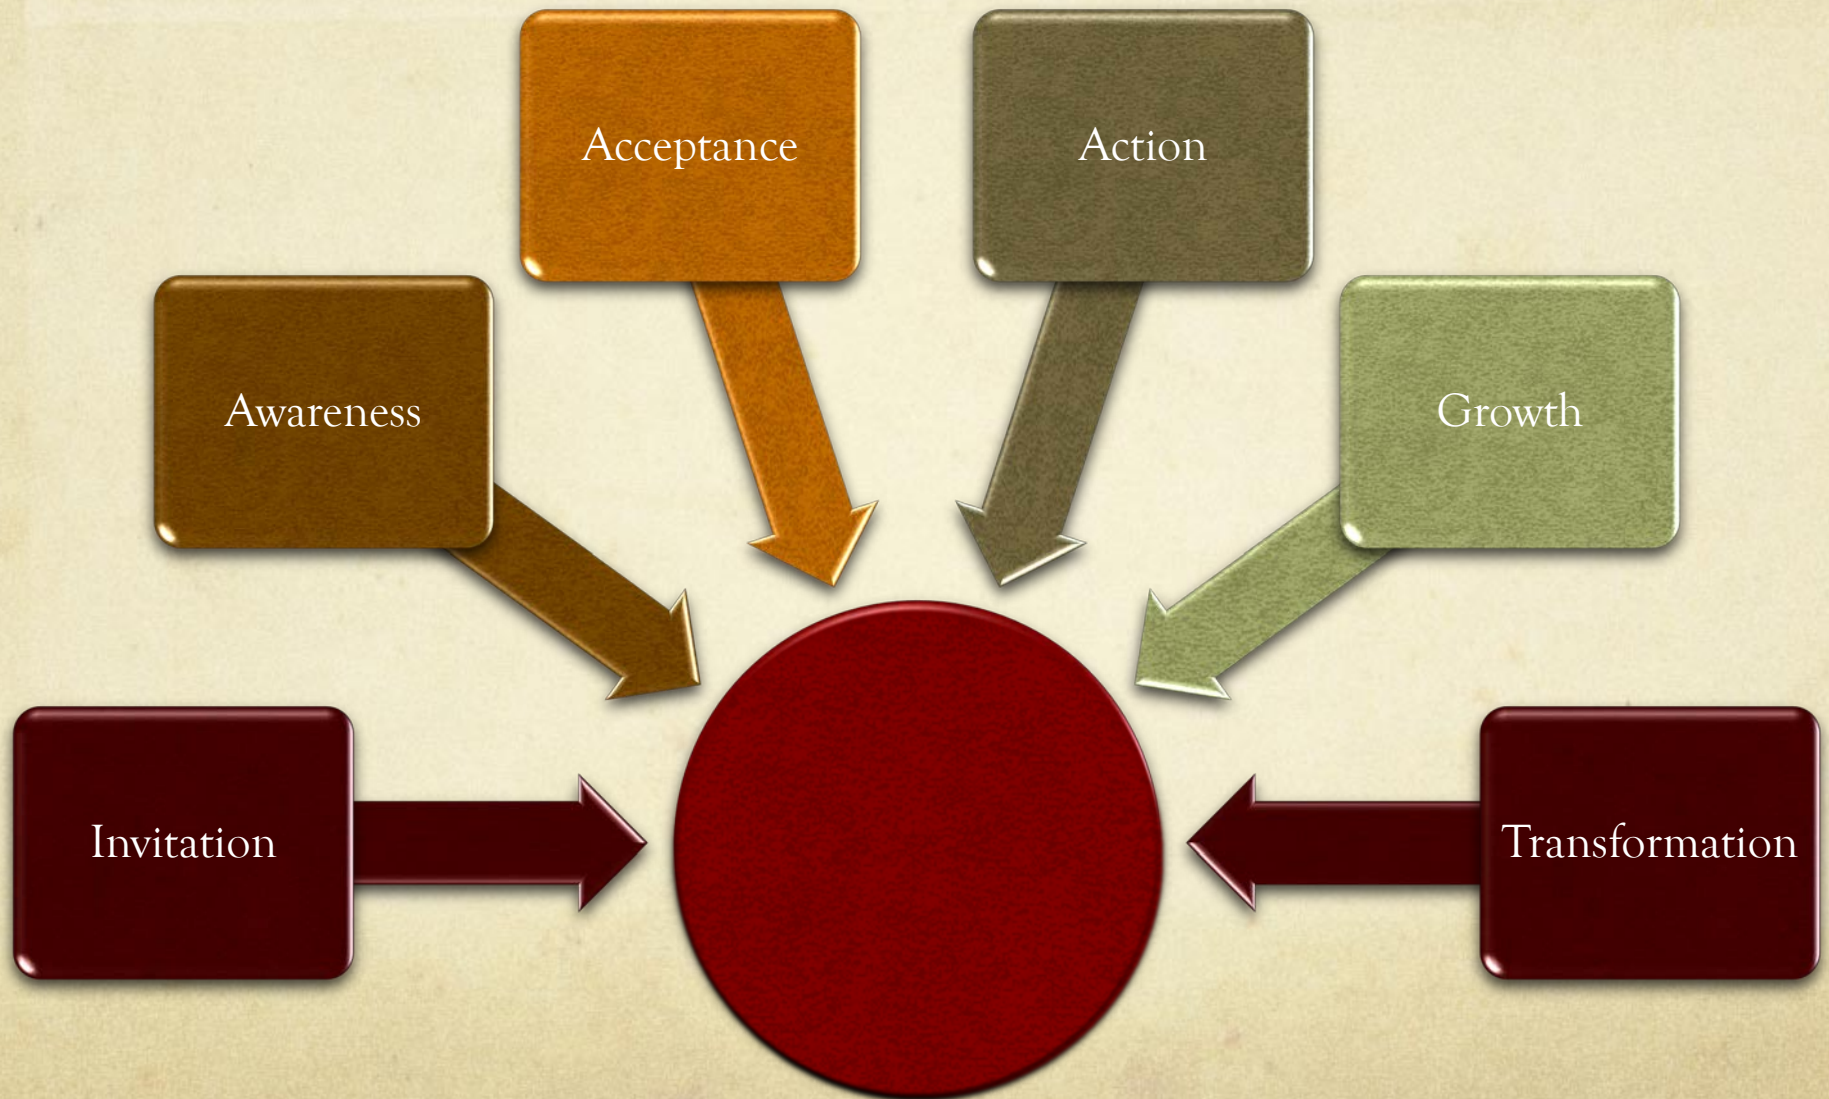 Acceptance
Action
Awareness
Growth
Invitation
Transformation